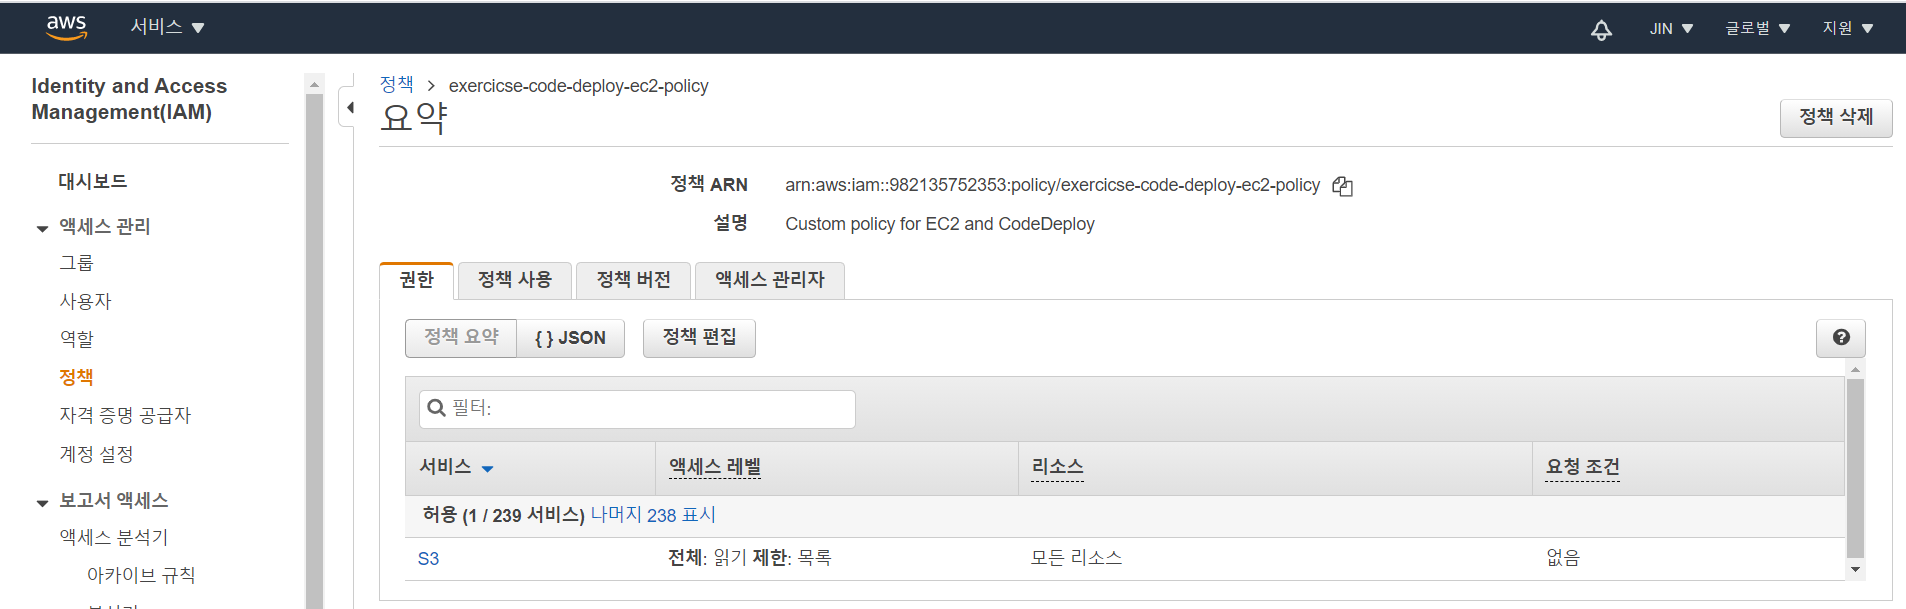 aws 서비스 JIN 글로벌 지원
Identity and Access
Management(IAM)
대시보드
액세스 관리
그룹
사용자
역할
정책
자격 증명 공급자
계정 설정
보고서 액세스
액세스 분석기
아카이브 규칙
정책 > exercicse-code-deploy-ec2-policy
요약
정책 삭제
정책 ARN arn:aws:iam::982135752353:policy/exercicse-code-deploy-ec2-policy
설명 Custom policy for EC2 and CodeDeploy
권한 정책 사용 정책 버전 액세스 관리자
정책 요약 { } JSON 정책 편집 ?
필터:
서비스 액세스 레벨 리소스 요청 조건
허용 (1 / 239 서비스) 나머지 238 표시
S3 전체: 읽기 제한: 목록 모든 리소스 없음